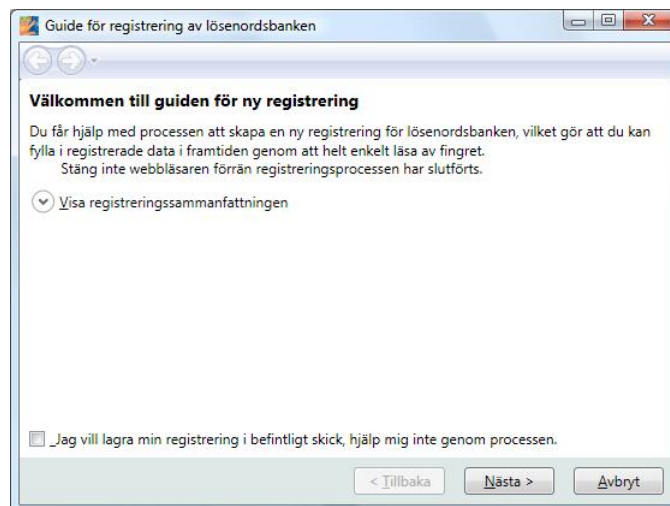 Guide för registrering av lösenordsbanken
Välkommen till guiden för ny registrering
Du får hjälp med processen att skapa en ny registrering för lösenordsbanken, vilket gör att du kan
fylla i registrerade data i framtiden genom att helt enkelt läsa av fingret.
Stäng inte webbläsaren förrän registreringsprocessen har slutförts.
Visa registreringssammanfattningen
_Jag vill lagra min registrering i befintligt skick, hjälp mig inte genom processen.
< Tillbaka Nästa > Avbryt